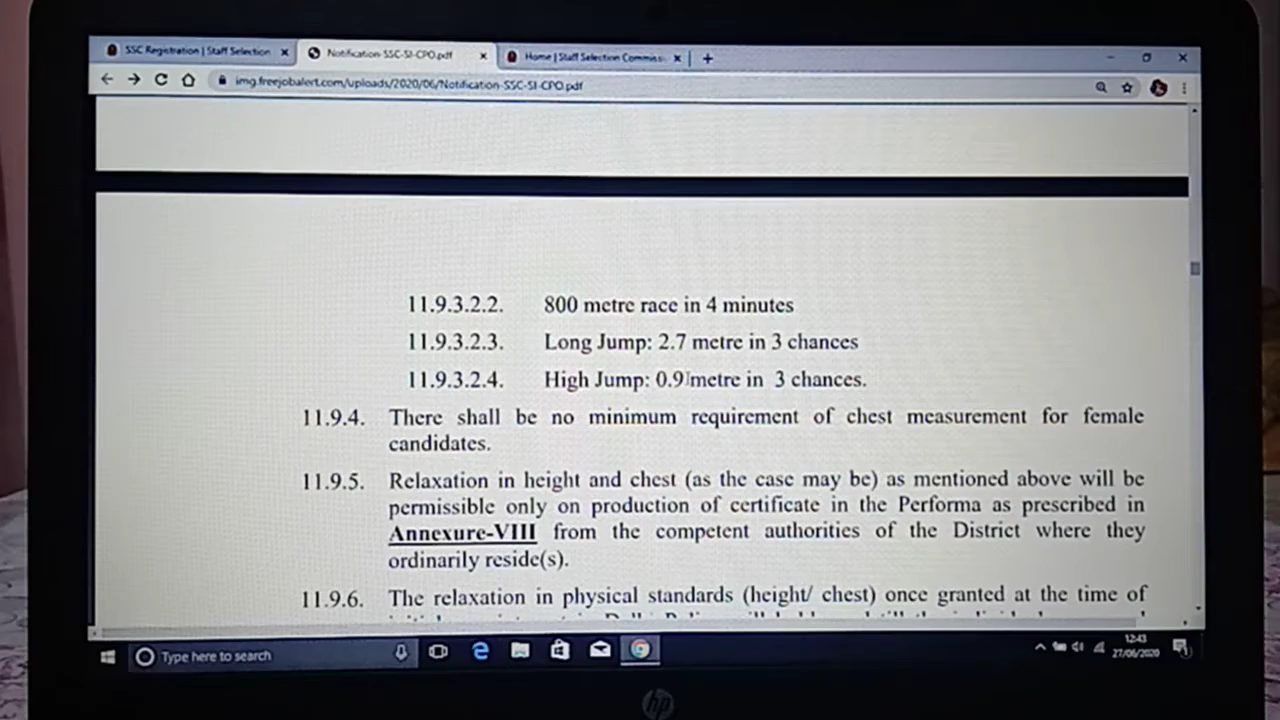 SSC Registration | Staff Selection
Notification-SSC-SI-CPO.pdf
Home | Staff Selection Commiss
img.freejobalert.com/uploads/2020/06/Notification-SSC-SI-CPO.pdf
11.9.3.2.2. 800 metre race in 4 minutes
11.9.3.2.3. Long Jump: 2.7 metre in 3 chances
11.9.3.2.4. High Jump: 0.9 metre in 3 chances.
11.9.4. There shall be no minimum requirement of chest measurement for female
candidates.
11.9.5. Relaxation in height and chest (as the case may be) as mentioned above will be
permissible only on production of certificate in the Performa as prescribed in
Annexure-VIII from the competent authorities of the District where they
ordinarily reside(s).
11.9.6. The relaxation in physical standards (height/ chest) once granted at the time of
Type here to search
12:43
27/06/2020
hp